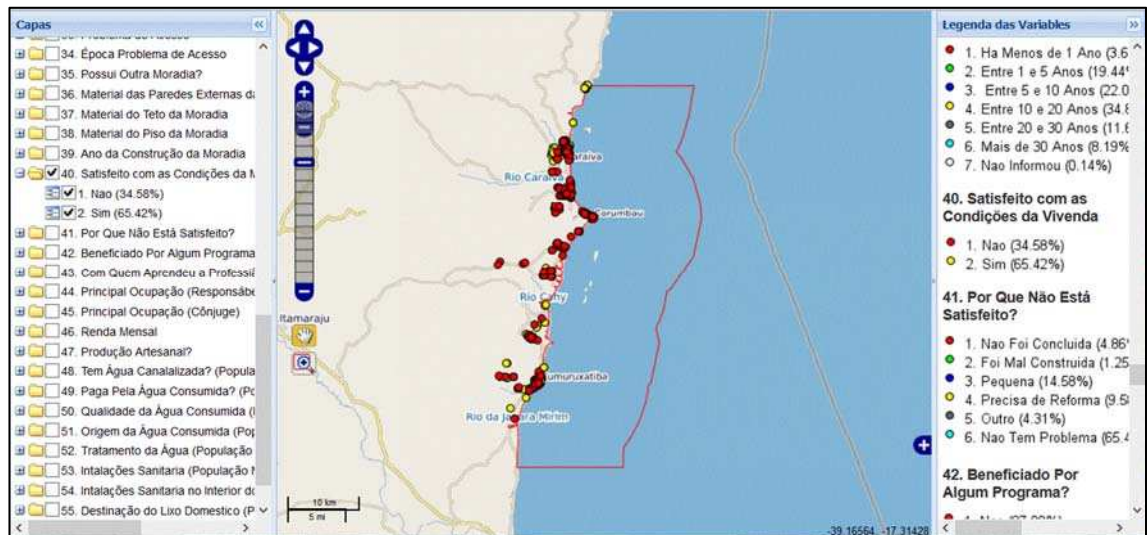 Capas
34. Época Problema de Acesso
35. Possui Outra Moradia?
36. Material das Paredes Externas da
37. Material do Teto da Moradia
38. Material do Piso da Moradia
39. Ano da Construção da Moradia
40. Satisfeito com as Condições da M
1. Nao (34.58%)
2. Sim (65.42%)
41. Por Que Não Está Satisfeito?
42. Beneficiado Por Algum Programa
43. Com Quem Aprendeu a Professiã
44. Principal Ocupação (Responsábe
45. Principal Ocupação (Cônjuge)
46. Renda Mensal
47. Produção Artesanal?
48. Tem Água Canalalizada? (Popula
49. Paga Pela Água Consumida? (Po
50. Qualidade da Água Consumida (
51. Origem da Água Consumida (Pop
52. Tratamento da Água (População
53. Intalações Sanitaria (População N
54. Intalações Sanitaria no Interior do
55. Destinação do Lixo Domestico (P
araiva
Rio Caraiva
Corumbau
Rio Cahy
Itamaraju
umuruxatiba
Rio da Ja ara Mirim
10 km
5 mi
-39.16564, -17.31428
Legenda das Variables
1. Ha Menos de 1 Ano (3.6
2. Entre 1 e 5 Anos (19.44
3. Entre 5 e 10 Anos (22.0
4. Entre 10 e 20 Anos (34.8
5. Entre 20 e 30 Anos (11.6
6. Mais de 30 Anos (8.19%
7. Nao Informou (0.14%)
40. Satisfeito com as
Condições da Vivenda
1. Nao (34.58%)
2. Sim (65.42%)
41. Por Que Não Está
Satisfeito?
1. Nao Foi Concluida (4.86
2. Foi Mal Construida (1.25
3. Pequena (14.58%)
4. Precisa de Reforma (9.58
5. Outro (4.31%)
6. Nao Tem Problema (65.4
42. Beneficiado Por
Algum Programa?